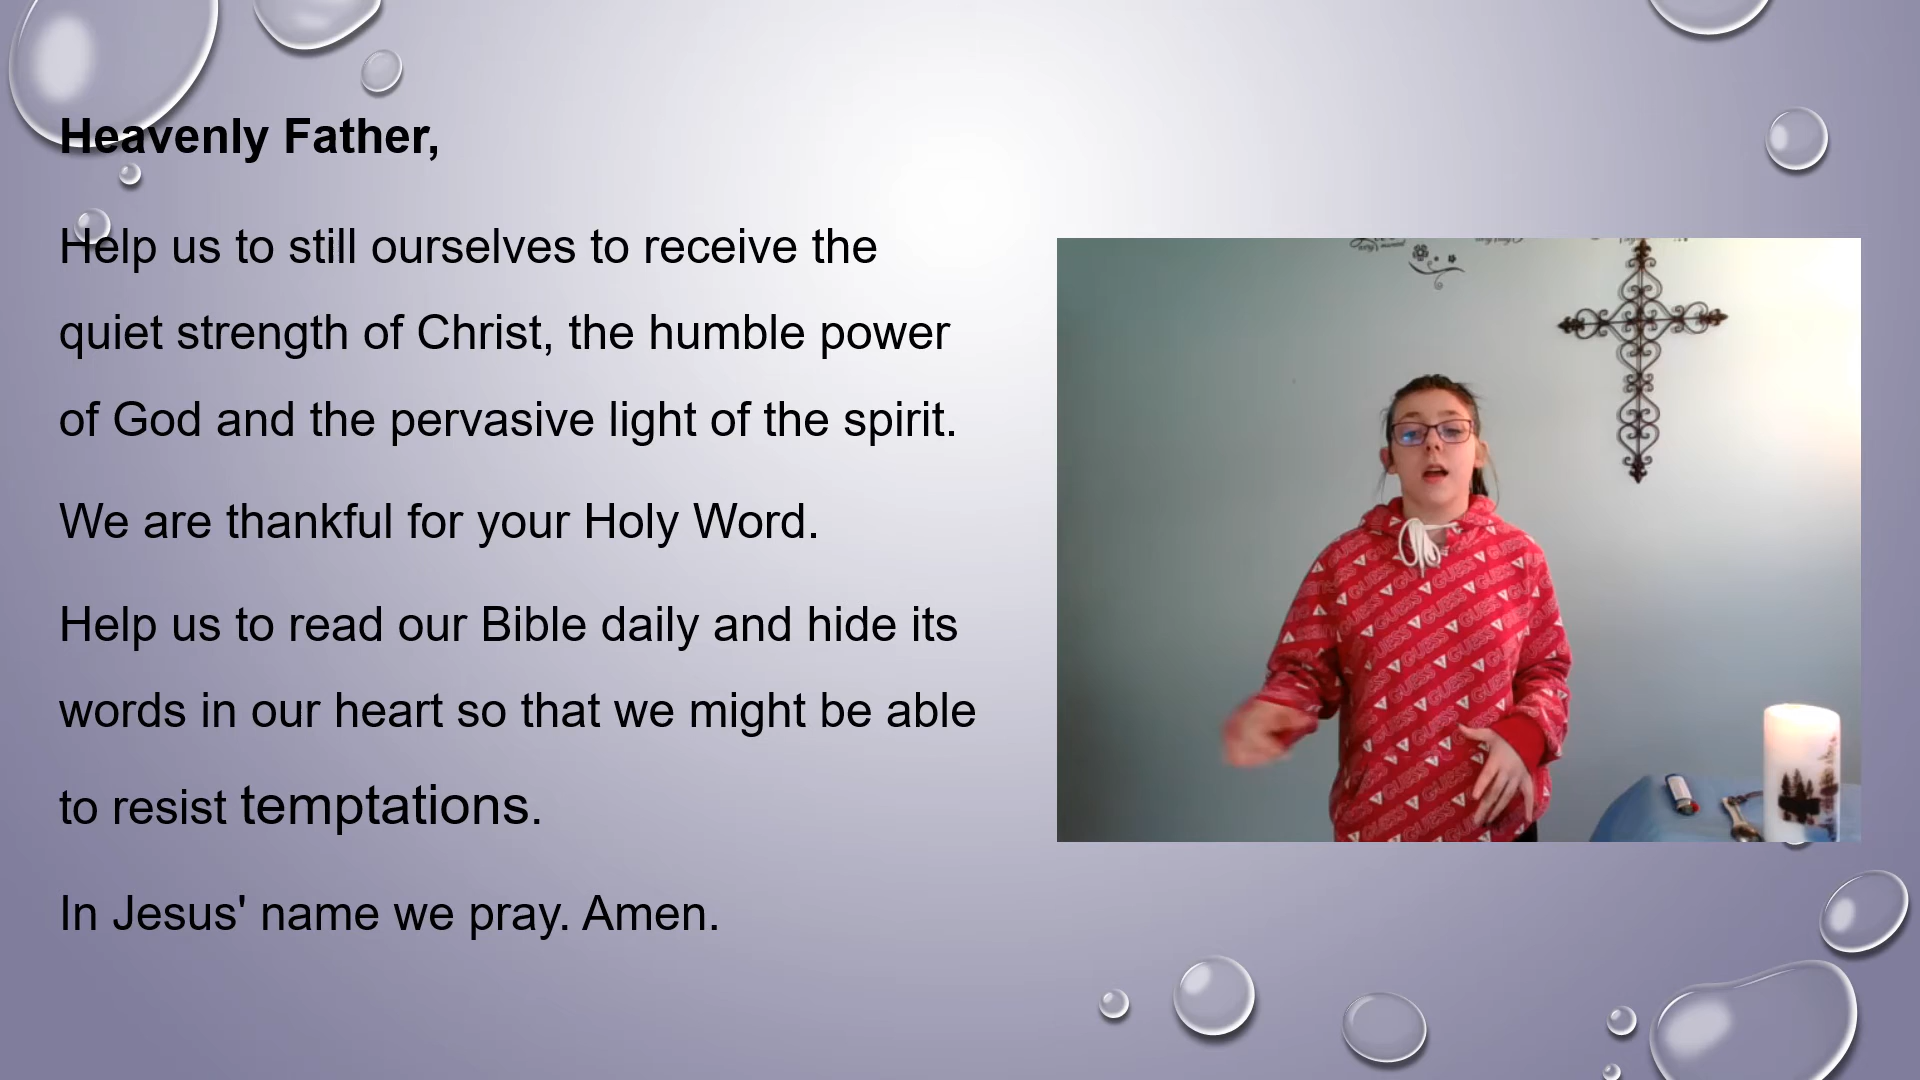 Heavenly Father,
Help us to still ourselves to receive the
quiet strength of Christ, the humble power
of God and the pervasive light of the spirit.
We are thankful for your Holy Word.
Help us to read our Bible daily and hide its
words in our heart so that we might be able
to resist temptations.
In Jesus' name we pray. Amen.
GUESS